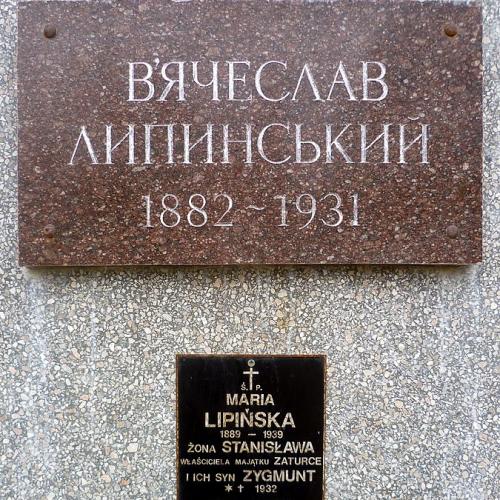 В'ЯЧЕСЛАВ
ЛИПИНСЬКИЙ
1882 ~ 1931
Ś. P.
MARIA
LIPIŃSKA
1889 – 1939
ŻONA STANISŁAWA
WŁAŚCICIELA MAJĄTKU ZATURCE
I ICH SYN ZYGMUNT
* † 1932